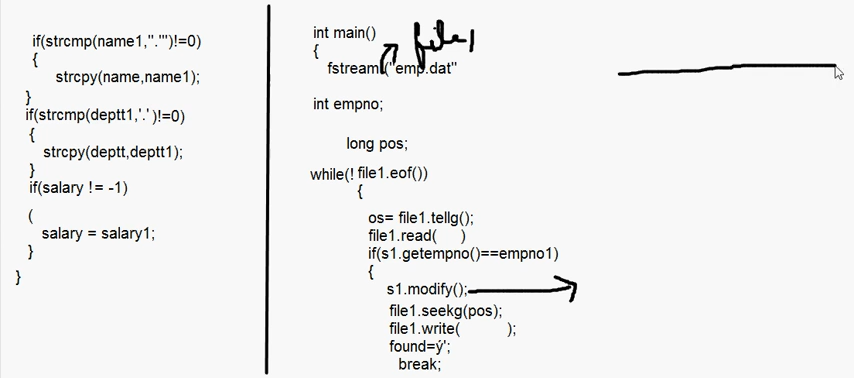 if(strcmp(name1,"."')!=0)
{
strcpy(name,name1);
}
if(strcmp(deptt1,'.' )!=0)
{
strcpy(deptt,deptt1);
}
if(salary != -1)
(
salary = salary1;
}
}
int main()
{
file1
fstream ("emp.dat"
int empno;
long pos;
while(! file1.eof())
{
os= file1.tellg();
file1.read( )
if(s1.getempno()==empno1)
{
s1.modify();
file1.seekg(pos);
file1.write( );
found=ý';
break;